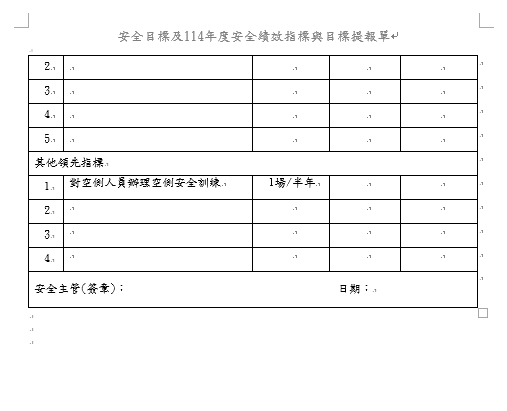 安全目標及114年度安全績效指標與目標提報單
2.
3.
4.
5.
其他領先指標
1. 對空側人員辦理空側安全訓練 1場/半年
2.
3.
4.
安全主管(簽章)： 日期：